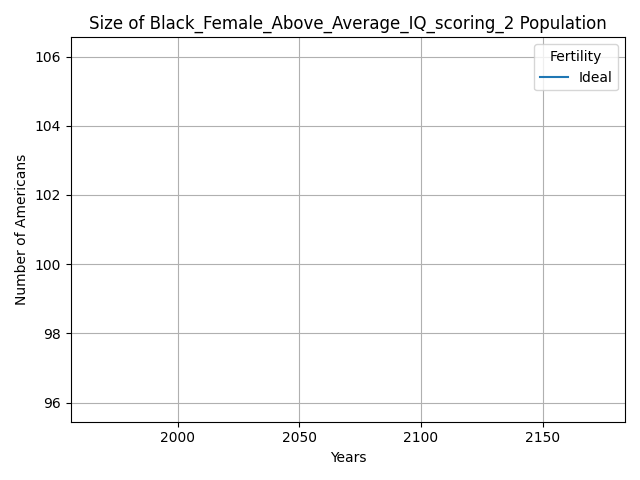 Size of Black_Female_Above_Average_IQ_scoring_2 Population
106
104
102
100
98
96
Number of Americans
Fertility
Ideal
2000
2050
2100
2150
Years